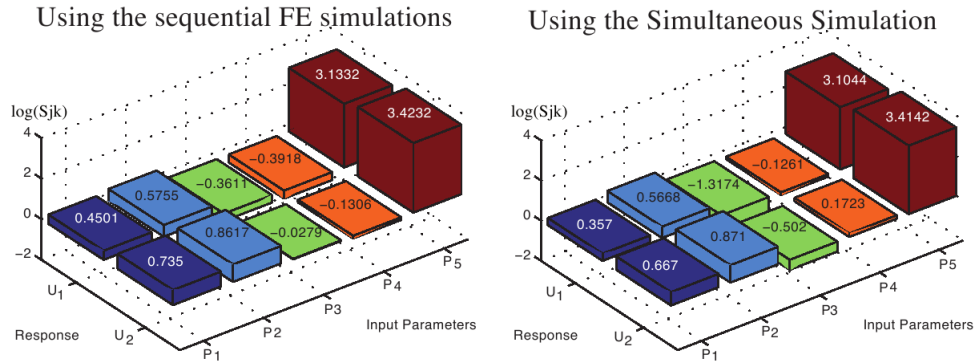 Using the sequential FE simulations
log(Sjk)
4
2
0
−2
3.1332
3.4232
−0.3918
−0.1306
−0.3611
−0.0279
0.5755
0.8617
0.4501
0.735
U1
U2
Response
P1
P2
P3
P4
P5
Input Parameters
Using the Simultaneous Simulation
log(Sjk)
4
2
0
−2
3.1044
3.4142
−0.1261
0.1723
−1.3174
−0.502
0.5668
0.871
0.357
0.667
U1
U2
Response
P1
P2
P3
P4
P5
Input Parameters